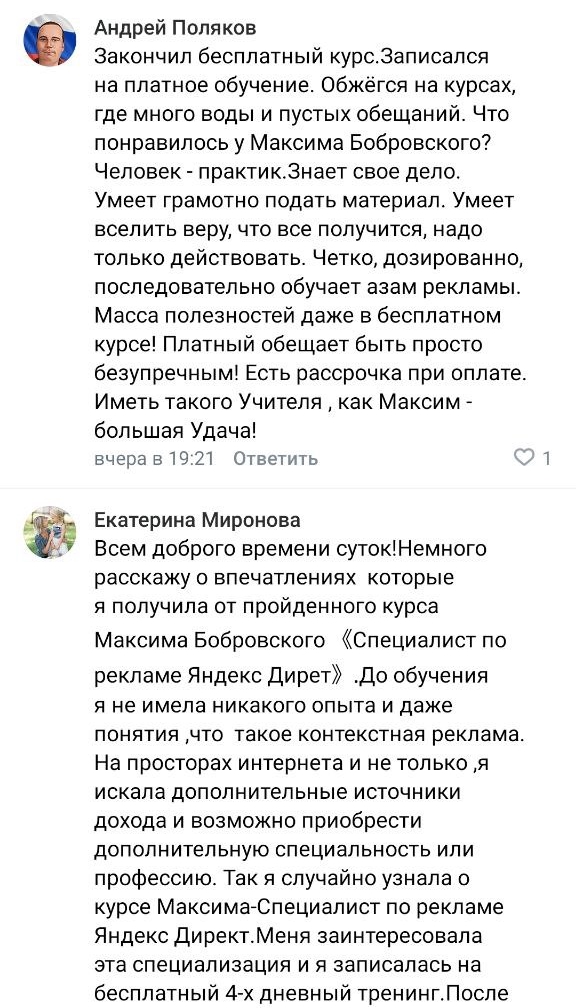 Андрей Поляков
Закончил бесплатный курс.Записался
на платное обучение. Обжёгся на курсах,
где много воды и пустых обещаний. Что
понравилось у Максима Бобровского?
Человек - практик.Знает свое дело.
Умеет грамотно подать материал. Умеет
вселить веру, что все получится, надо
только действовать. Четко, дозированно,
последовательно обучает азам рекламы.
Масса полезностей даже в бесплатном
курсе! Платный обещает быть просто
безупречным! Есть рассрочка при оплате.
Иметь такого Учителя , как Максим -
большая Удача!
вчера в 19:21 Ответить 1
Екатерина Миронова
Всем доброго времени суток!Немного
расскажу о впечатлениях которые
я получила от пройденного курса
Максима Бобровского 《Специалист по
рекламе Яндекс Дирет》.До обучения
я не имела никакого опыта и даже
понятия ,что такое контекстная реклама.
На просторах интернета и не только ,я
искала дополнительные источники
дохода и возможно приобрести
дополнительную специальность или
профессию. Так я случайно узнала о
курсе Максима-Специалист по рекламе
Яндекс Директ.Меня заинтересовала
эта специализация и я записалась на
бесплатный 4-х дневный тренинг.После